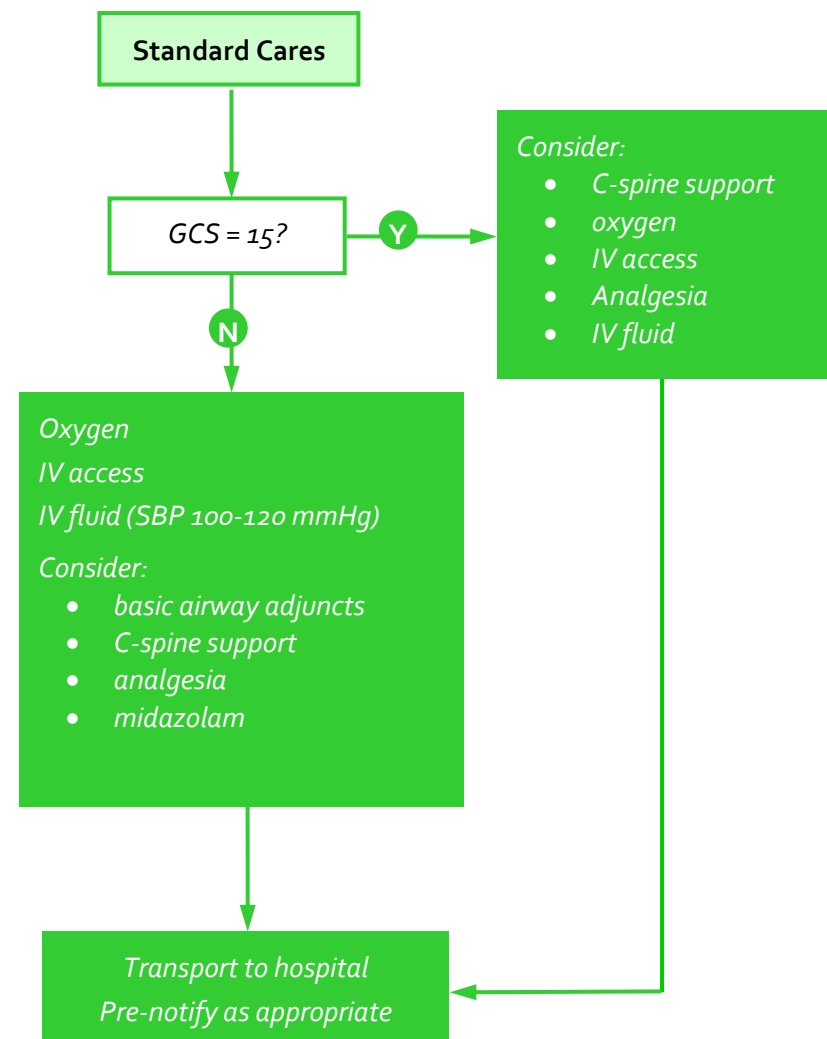 Standard Cares
GCS = 15?
Y
Consider:
• C-spine support
• oxygen
• IV access
• Analgesia
• IV fluid
N
Oxygen
IV access
IV fluid (SBP 100-120 mmHg)
Consider:
• basic airway adjuncts
• C-spine support
• analgesia
• midazolam
Transport to hospital
Pre-notify as appropriate